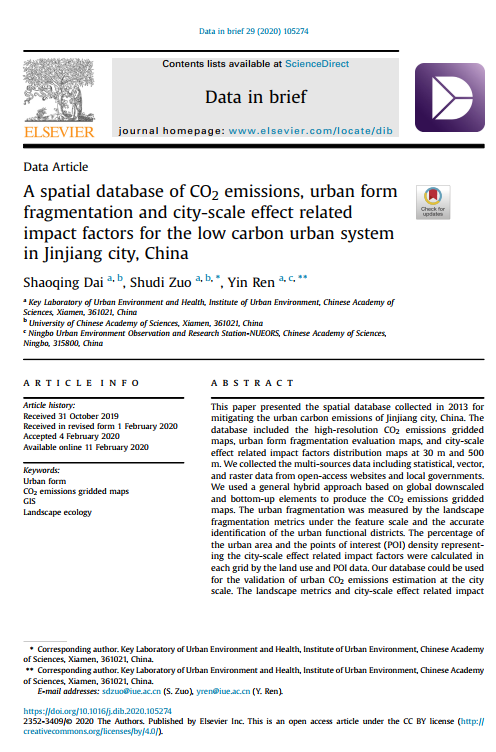 Data in brief 29 (2020) 105274
Contents lists available at ScienceDirect
Data in brief
journal homepage: www.elsevier.com/locate/dib
ELSEVIER
Data Article
A spatial database of CO2 emissions, urban form
fragmentation and city-scale effect related
impact factors for the low carbon urban system
in Jinjiang city, China
Check for
updates
Shaoqing Dai a, b, Shudi Zuo a, b, *, Yin Ren a, c, **
a Key Laboratory of Urban Environment and Health, Institute of Urban Environment, Chinese Academy of
Sciences, Xiamen, 361021, China
b University of Chinese Academy of Sciences, Xiamen, 361021, China
c Ningbo Urban Environment Observation and Research Station-NUEORS, Chinese Academy of Sciences,
Ningbo, 315800, China
ARTICLE INFO
Article history:
Received 31 October 2019
Received in revised form 1 February 2020
Accepted 4 February 2020
Available online 11 February 2020
Keywords:
Urban form
CO2 emissions gridded maps
GIS
Landscape ecology
ABSTRACT
This paper presented the spatial database collected in 2013 for
mitigating the urban carbon emissions of Jinjiang city, China. The
database included the high-resolution CO2 emissions gridded
maps, urban form fragmentation evaluation maps, and city-scale
effect related impact factors distribution maps at 30 m and 500
m. We collected the multi-sources data including statistical, vector,
and raster data from open-access websites and local governments.
We used a general hybrid approach based on global downscaled
and bottom-up elements to produce the CO2 emissions gridded
maps. The urban fragmentation was measured by the landscape
fragmentation metrics under the feature scale and the accurate
identification of the urban functional districts. The percentage of
the urban area and the points of interest (POI) density represent-
ing the city-scale effect related impact factors were calculated in
each grid by the land use and POI data. Our database could be used
for the validation of urban CO2 emissions estimation at the city
scale. The landscape metrics and city-scale effect related impact
* Corresponding author. Key Laboratory of Urban Environment and Health, Institute of Urban Environment, Chinese Academy
of Sciences, Xiamen, 361021, China.
** Corresponding author. Key Laboratory of Urban Environment and Health, Institute of Urban Environment, Chinese Academy
of Sciences, Xiamen, 361021, China.
E-mail addresses: sdzuo@iue.ac.cn (S. Zuo), yren@iue.ac.cn (Y. Ren).
https://doi.org/10.1016/j.dib.2020.105274
2352-3409/© 2020 The Authors. Published by Elsevier Inc. This is an open access article under the CC BY license (http://
creativecommons.org/licenses/by/4.0/).